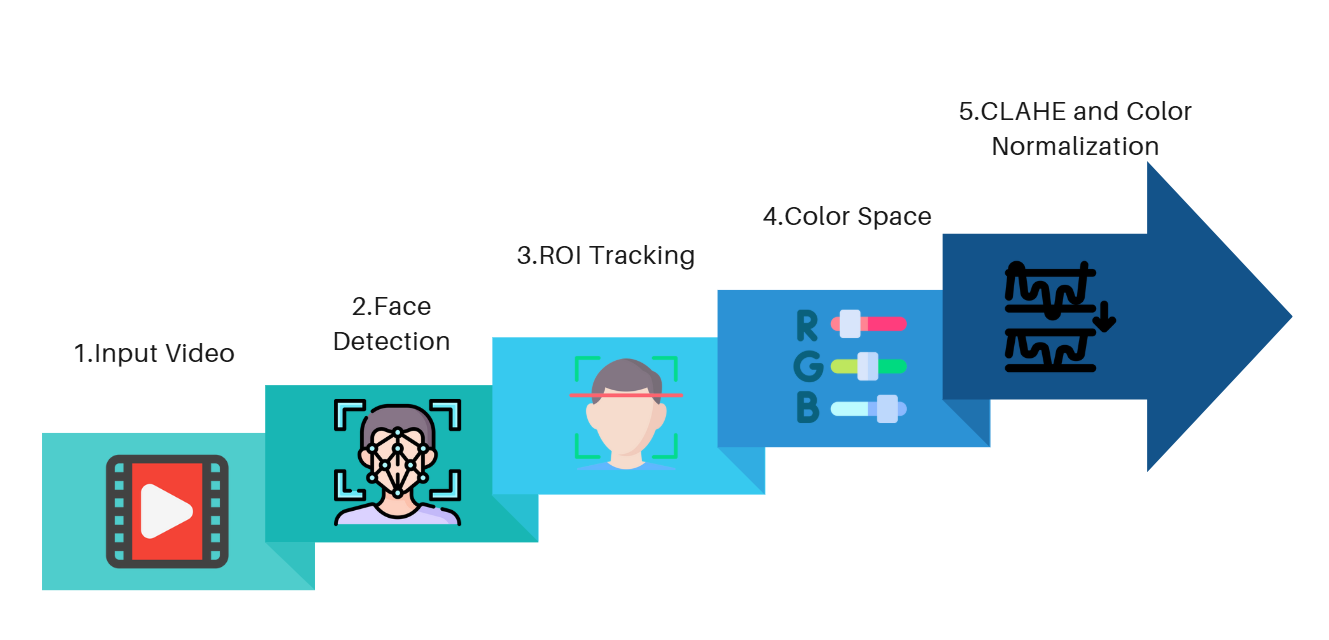 1.Input Video
2.Face
Detection
3.ROI Tracking
4.Color Space
5.CLAHE and Color
Normalization
R
G
B